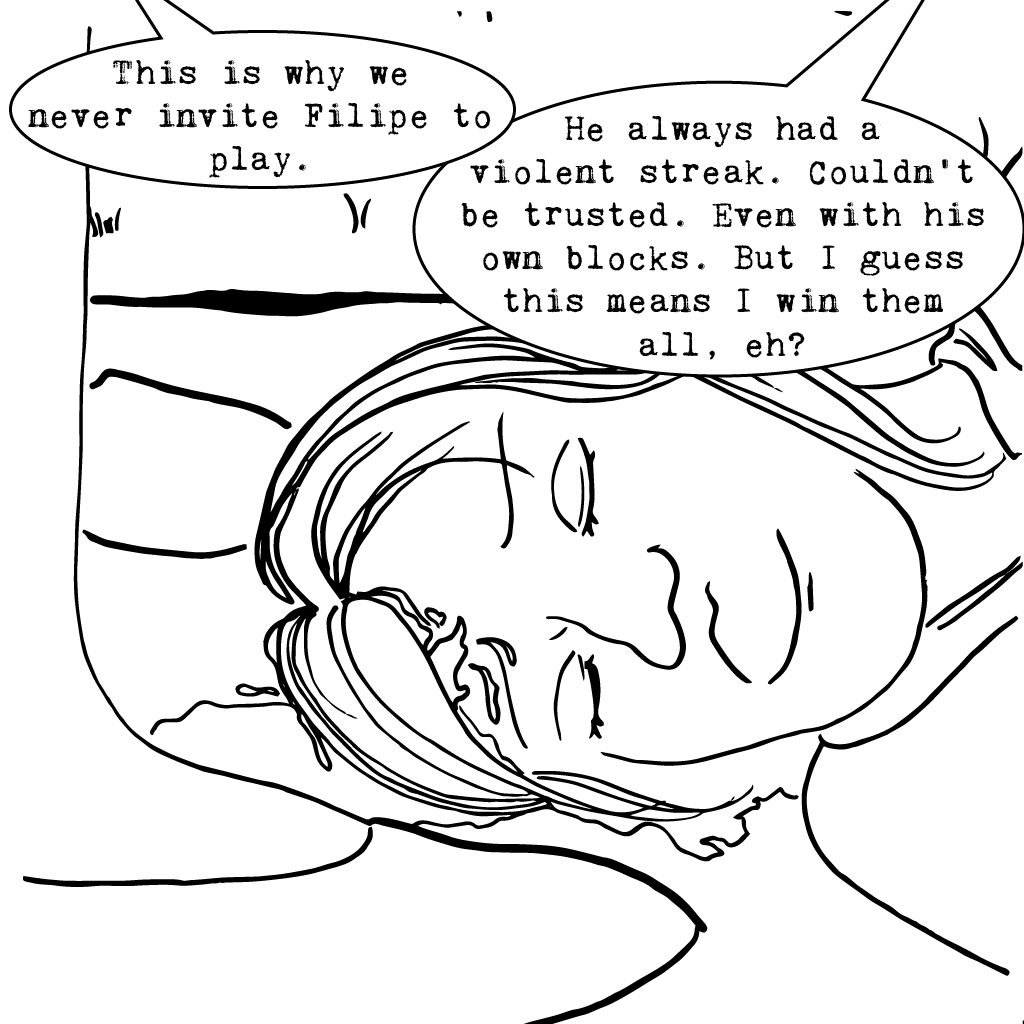 This is why we
never invite Filipe to
play.
He always had a
violent streak. Couldn't
be trusted. Even with his
own blocks. But I guess
this means I win them
all, eh?